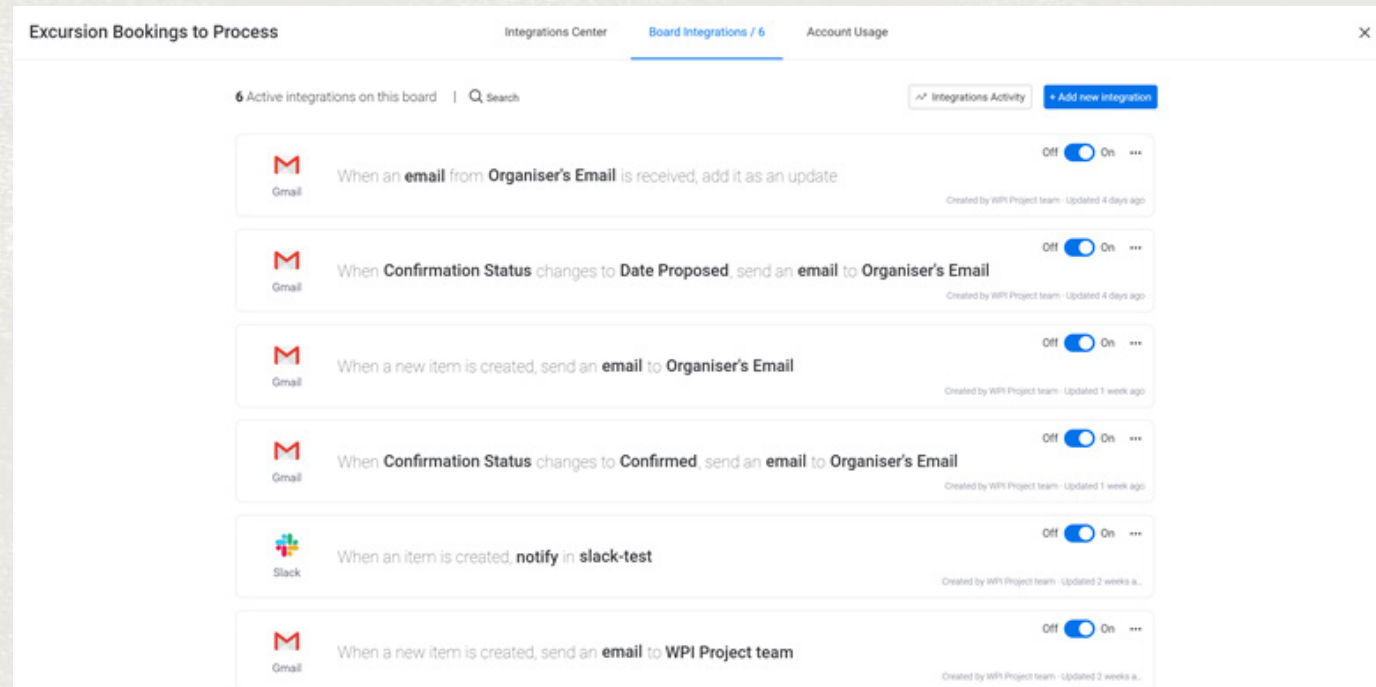 Excursion Bookings to Process
Integrations Center
Board Integrations / 6
Account Usage
6 Active integrations on this board | Search
Integrations Activity
+ Add new integration
Off On
Gmail
When an email from Organiser's Email is received, add it as an update
Created by WPI Project team · Updated 4 days ago
Off On
Gmail
When Confirmation Status changes to Date Proposed, send an email to Organiser's Email
Created by WPI Project team · Updated 4 days ago
Off On
Gmail
When a new item is created, send an email to Organiser's Email
Created by WPI Project team · Updated 1 week ago
Off On
Gmail
When Confirmation Status changes to Confirmed, send an email to Organiser's Email
Created by WPI Project team · Updated 1 week ago
Off On
Slack
When an item is created, notify in slack-test
Created by WPI Project team · Updated 2 weeks a...
Off On
Gmail
When a new item is created, send an email to WPI Project team
Created by WPI Project team · Updated 2 weeks a...